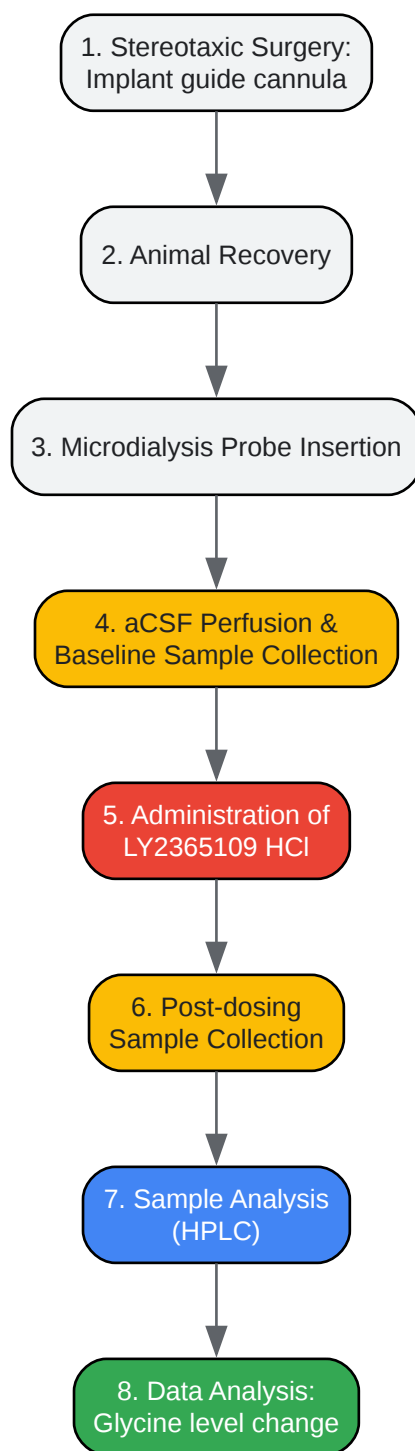 1. Stereotaxic Surgery:
Implant guide cannula
2. Animal Recovery
3. Microdialysis Probe Insertion
4. aCSF Perfusion &
Baseline Sample Collection
5. Administration of
LY2365109 HCl
6. Post-dosing
Sample Collection
7. Sample Analysis
(HPLC)
8. Data Analysis:
Glycine level change